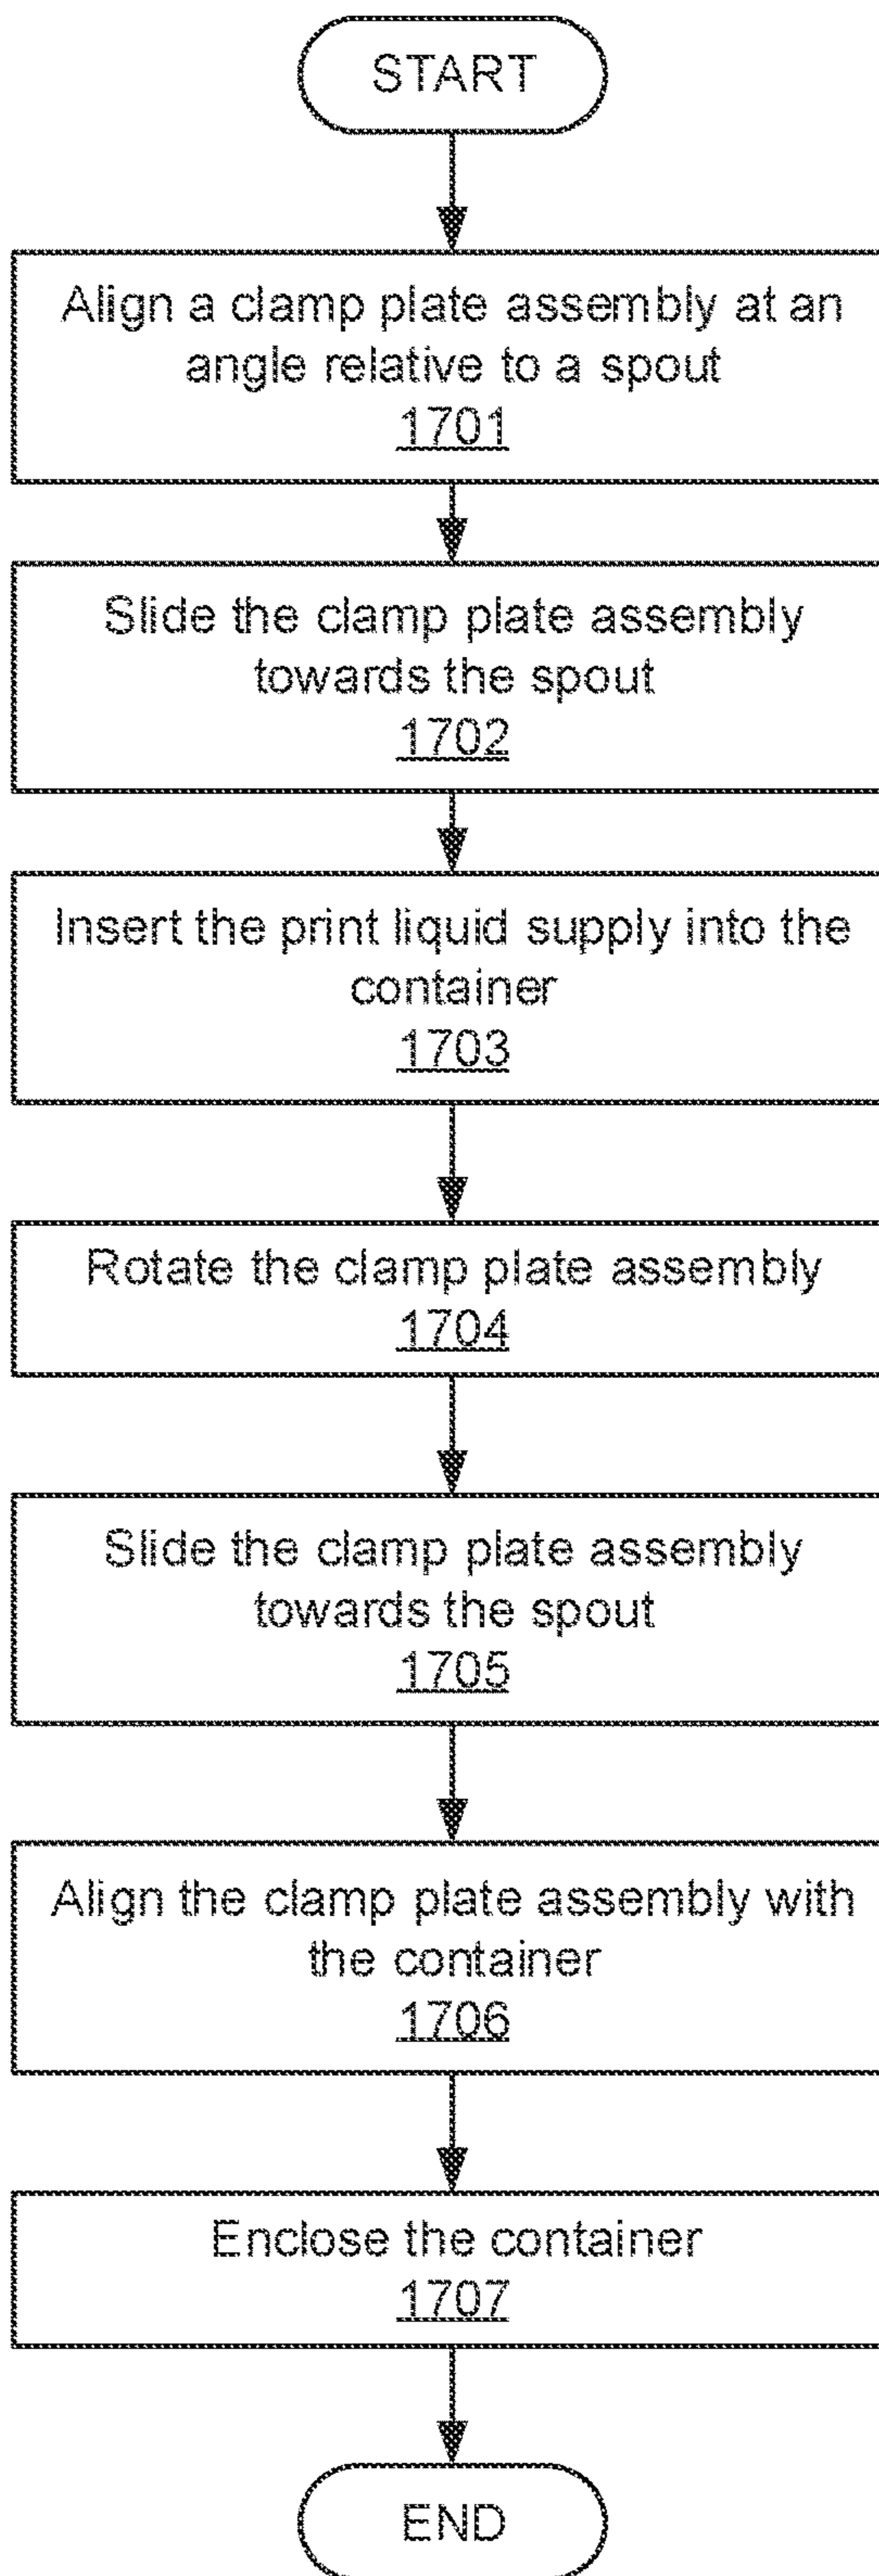 START
Align a clamp plate assembly at an
angle relative to a spout
1701
Slide the clamp plate assembly
towards the spout
1702
Insert the print liquid supply into the
container
1703
Rotate the clamp plate assembly
1704
Slide the clamp plate assembly
towards the spout
1705
Align the clamp plate assembly with
the container
1706
Enclose the container
1707
END